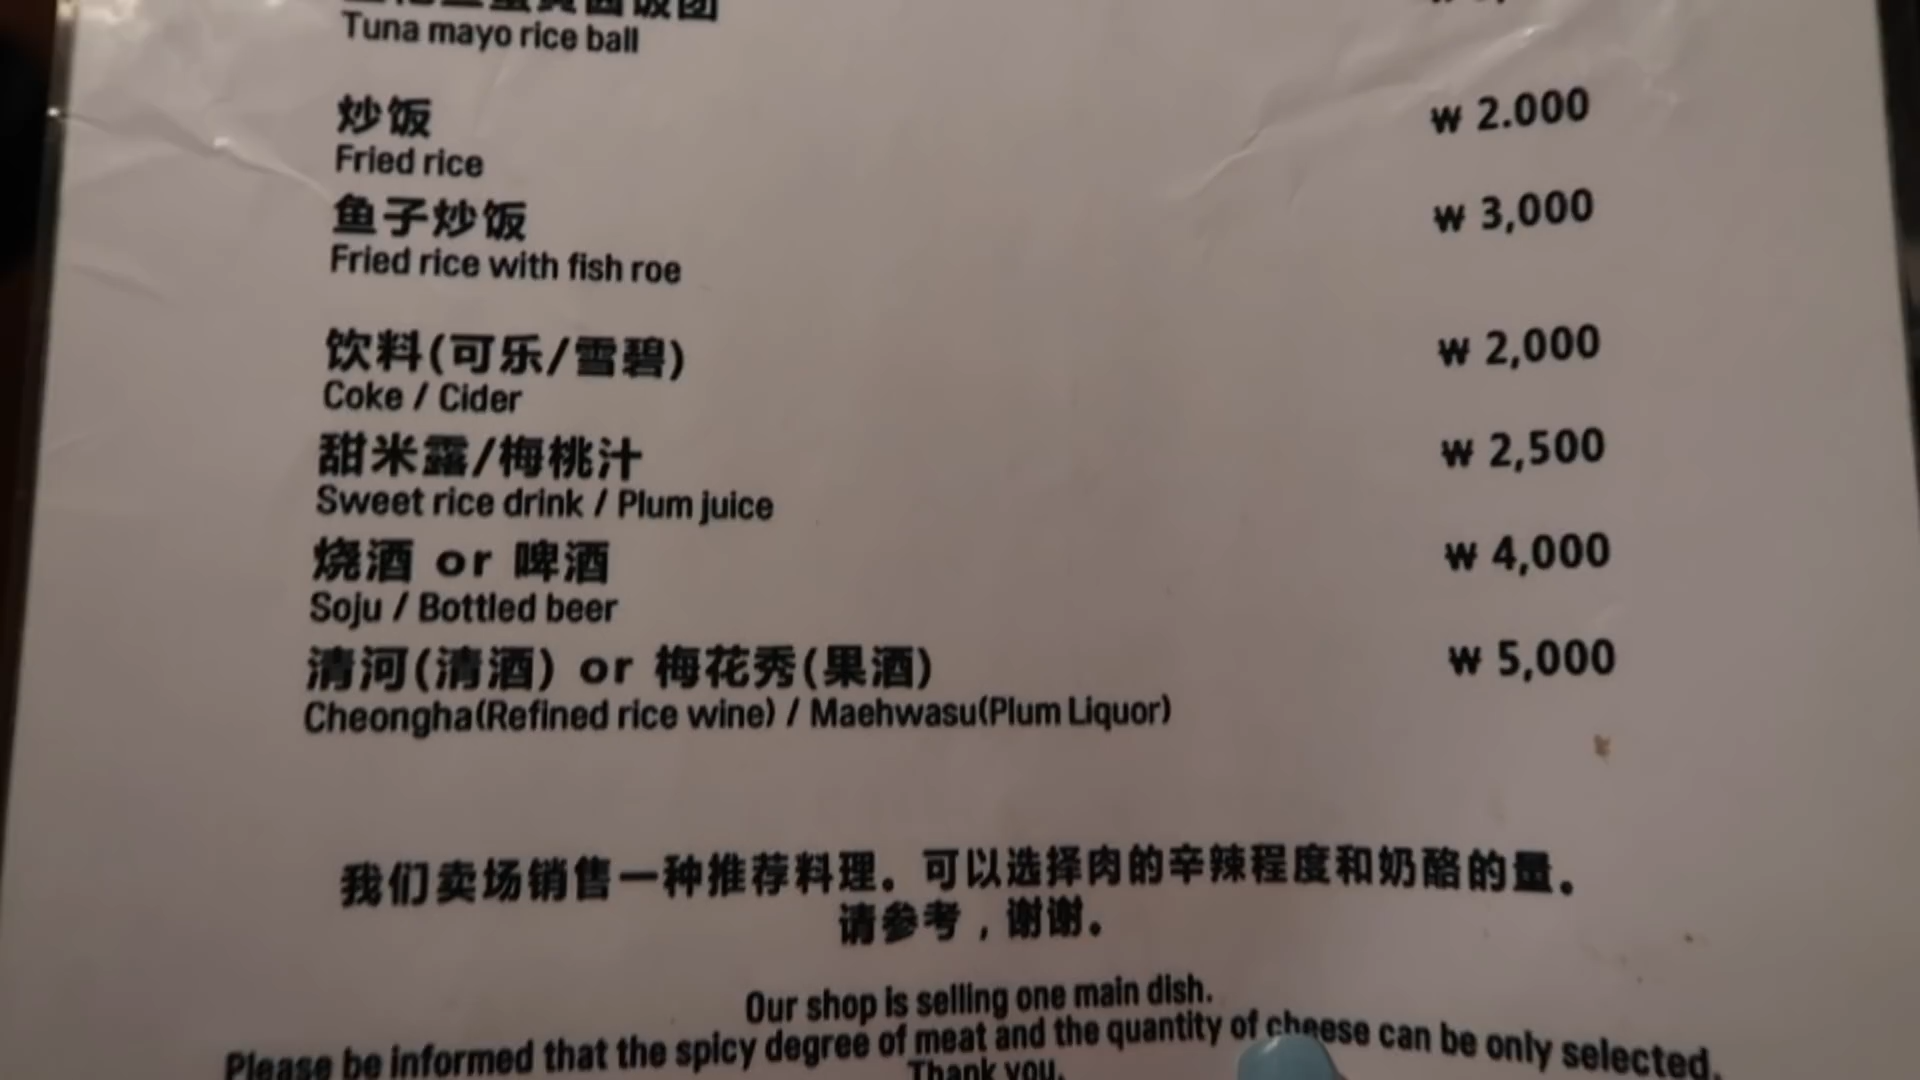 Tuna mayo rice ball
炒饭 ₩ 2.000
Fried rice
鱼子炒饭 ₩ 3,000
Fried rice with fish roe
饮料(可乐/雪碧) ₩ 2,000
Coke / Cider
甜米露/梅桃汁 ₩ 2,500
Sweet rice drink / Plum juice
烧酒 or 啤酒 ₩ 4,000
Soju / Bottled beer
清河(清酒) or 梅花秀(果酒) ₩ 5,000
Cheongha(Refined rice wine) / Maehwasu(Plum Liquor)
我们卖场销售一种推荐料理。可以选择肉的辛辣程度和奶酪的量。
请参考，谢谢。
Our shop is selling one main dish.
Please be informed that the spicy degree of meat and the quantity of cheese can be only selected.
Thank you.